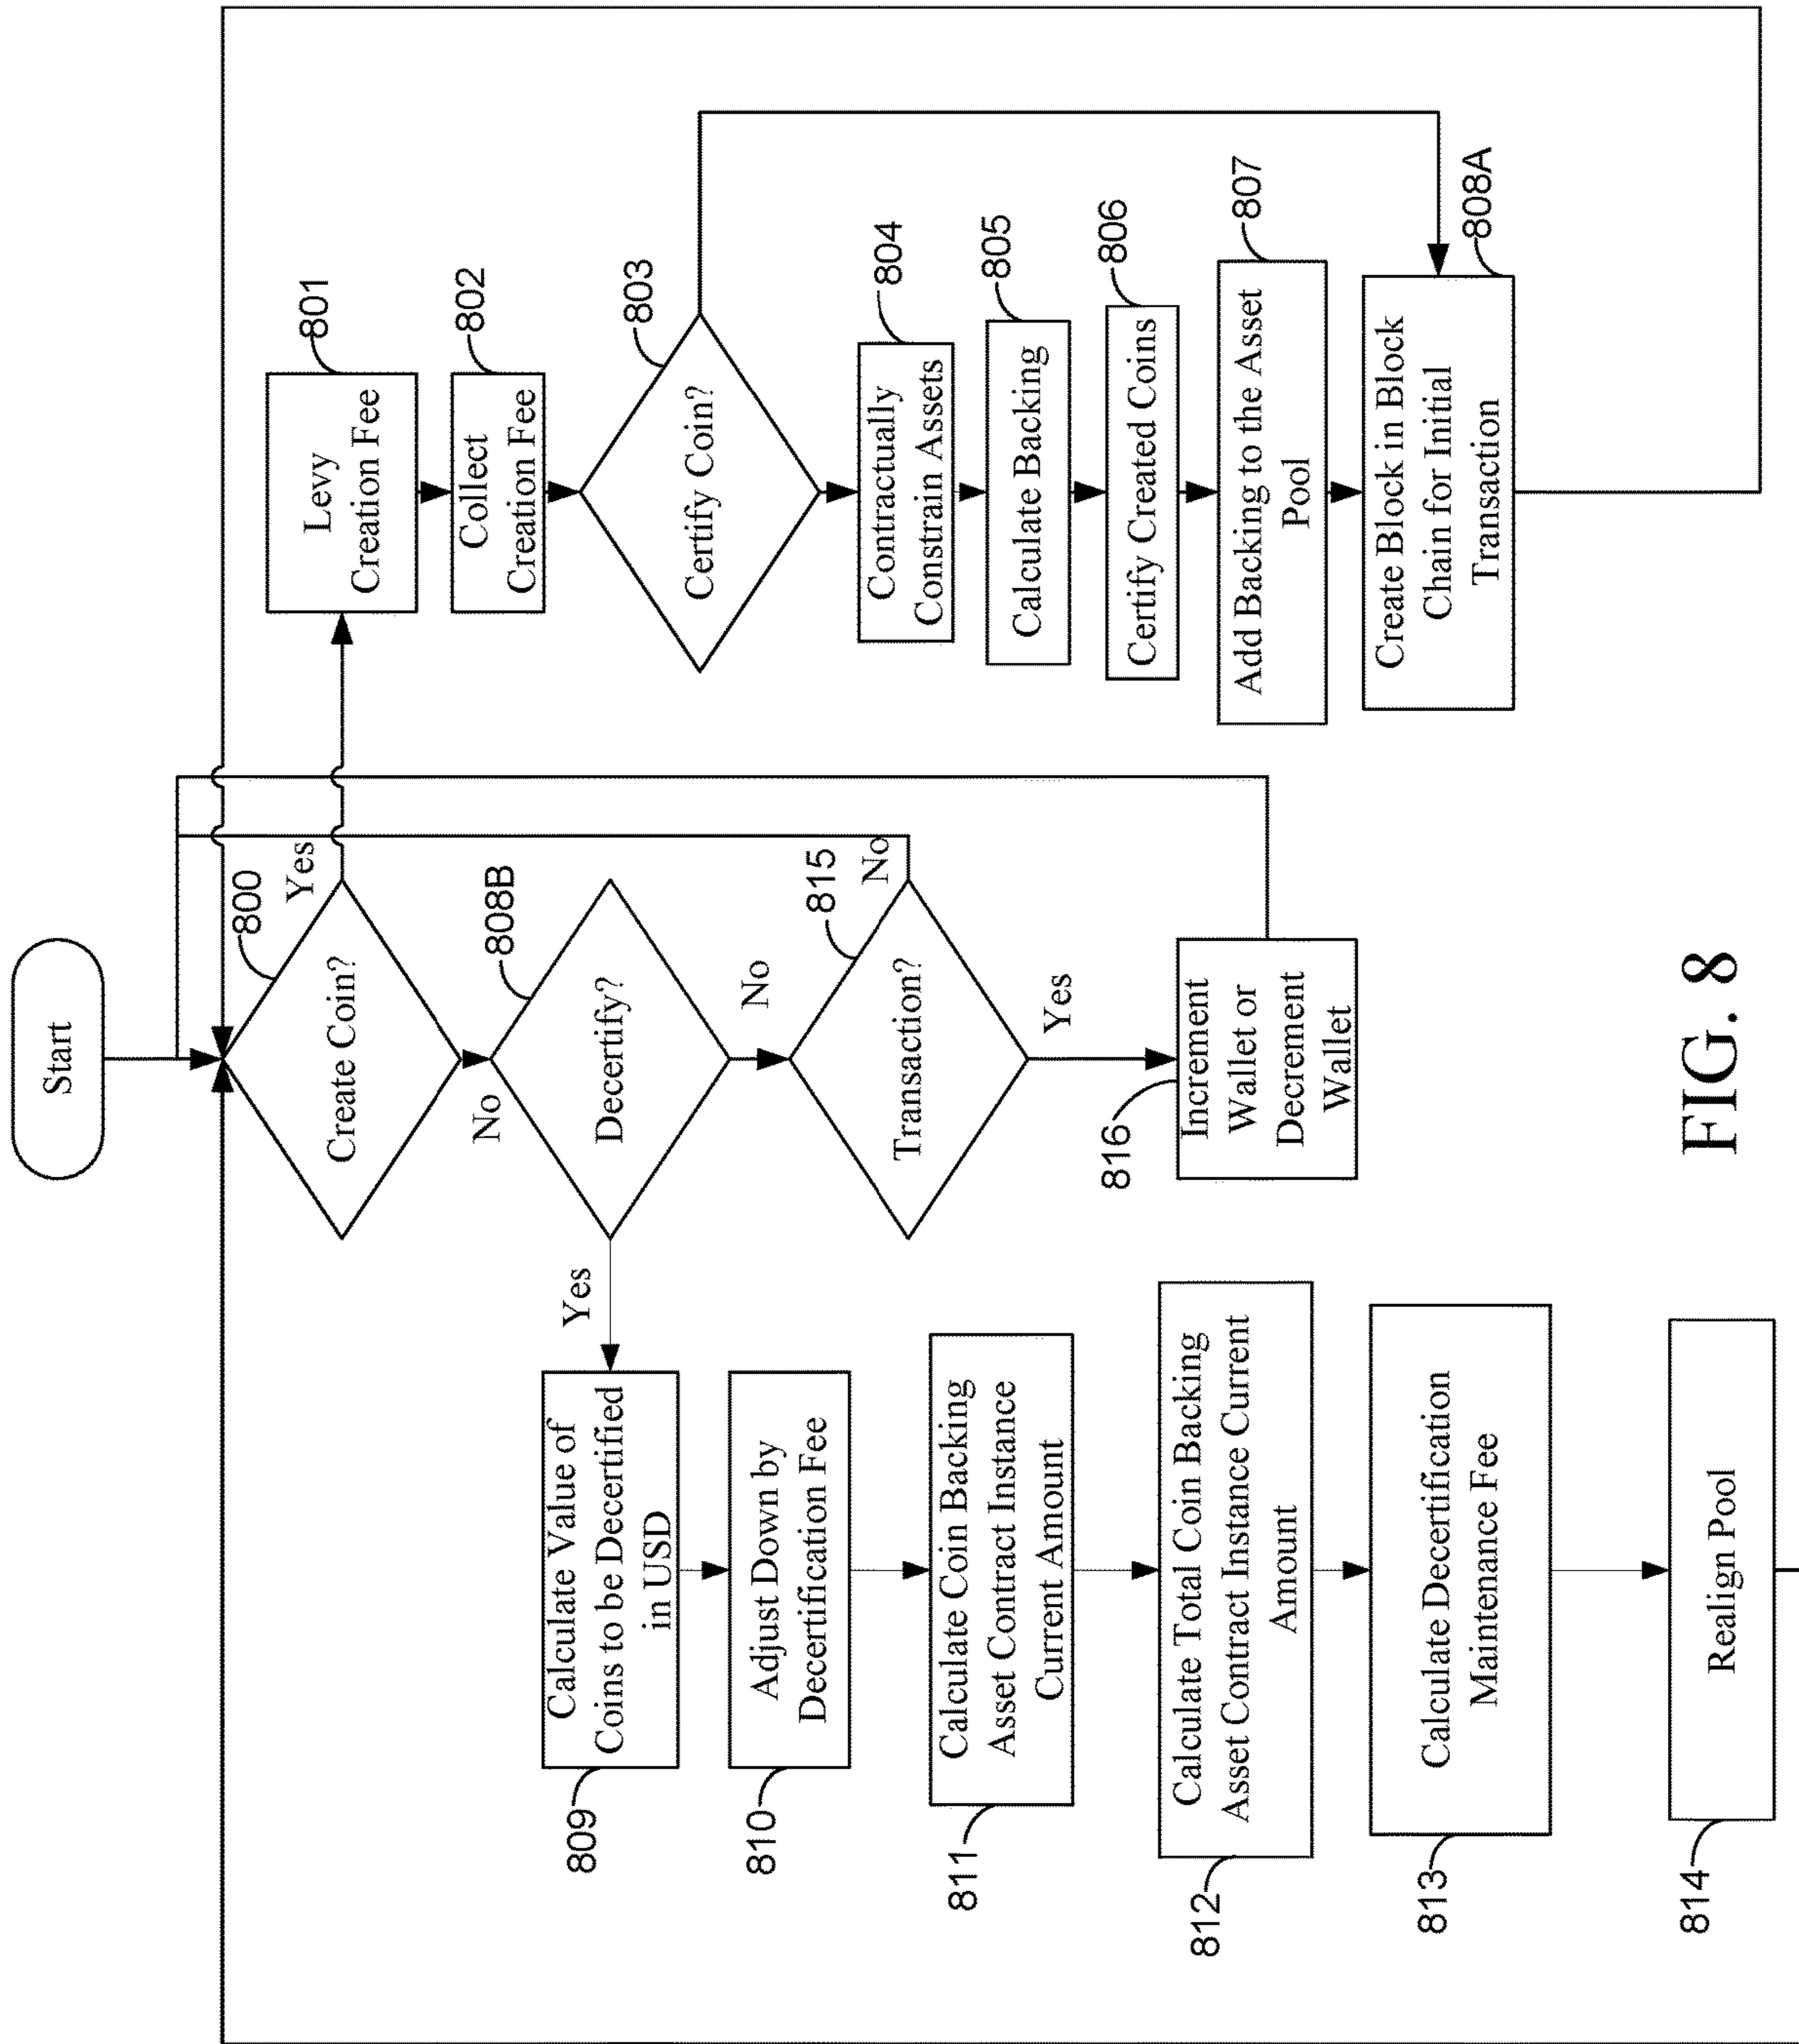 Start
800
Create Coin?
Yes
No
808B
Decertify?
Yes
No
815
Transaction?
No
Yes
816
Increment
Wallet or
Decrement
Wallet
801
Levy
Creation Fee
802
Collect
Creation Fee
803
Certify Coin?
804
Contractually
Constrain Assets
805
Calculate Backing
806
Certify Created Coins
807
Add Backing to the Asset
Pool
808A
Create Block in Block
Chain for Initial
Transaction
809
Calculate Value of
Coins to be Decertified
in USD
810
Adjust Down by
Decertification Fee
811
Calculate Coin Backing
Asset Contract Instance
Current Amount
812
Calculate Total Coin Backing
Asset Contract Instance Current
Amount
813
Calculate Decertification
Maintenance Fee
814
Realign Pool
FIG. 8